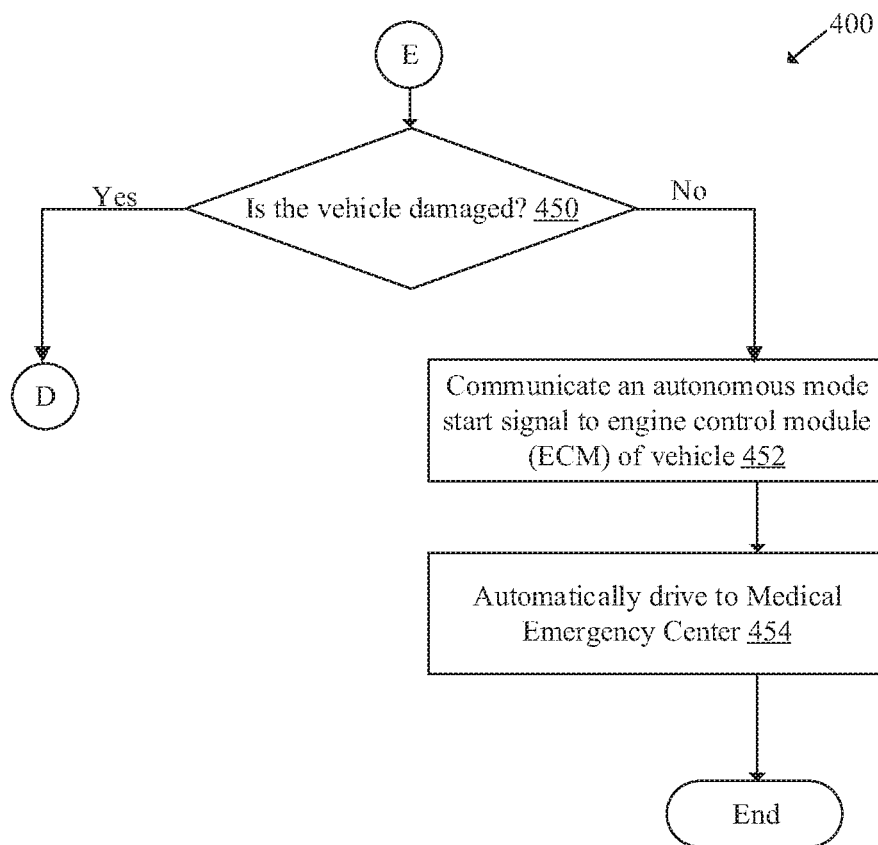 400
E
Is the vehicle damaged? 450
Yes
No
D
Communicate an autonomous mode
start signal to engine control module
(ECM) of vehicle 452
Automatically drive to Medical
Emergency Center 454
End